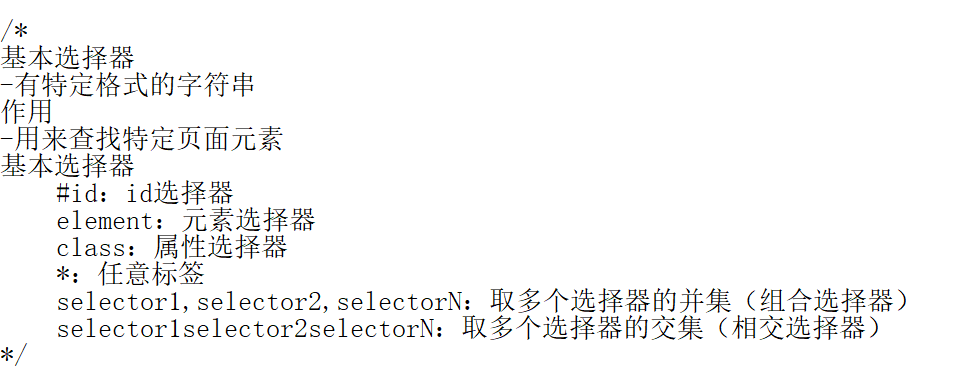 /*
基本选择器
-有特定格式的字符串
作用
-用来查找特定页面元素
基本选择器
#id：id选择器
element：元素选择器
class：属性选择器
*：任意标签
selector1,selector2,selectorN：取多个选择器的并集（组合选择器）
selector1selector2selectorN：取多个选择器的交集（相交选择器）
*/